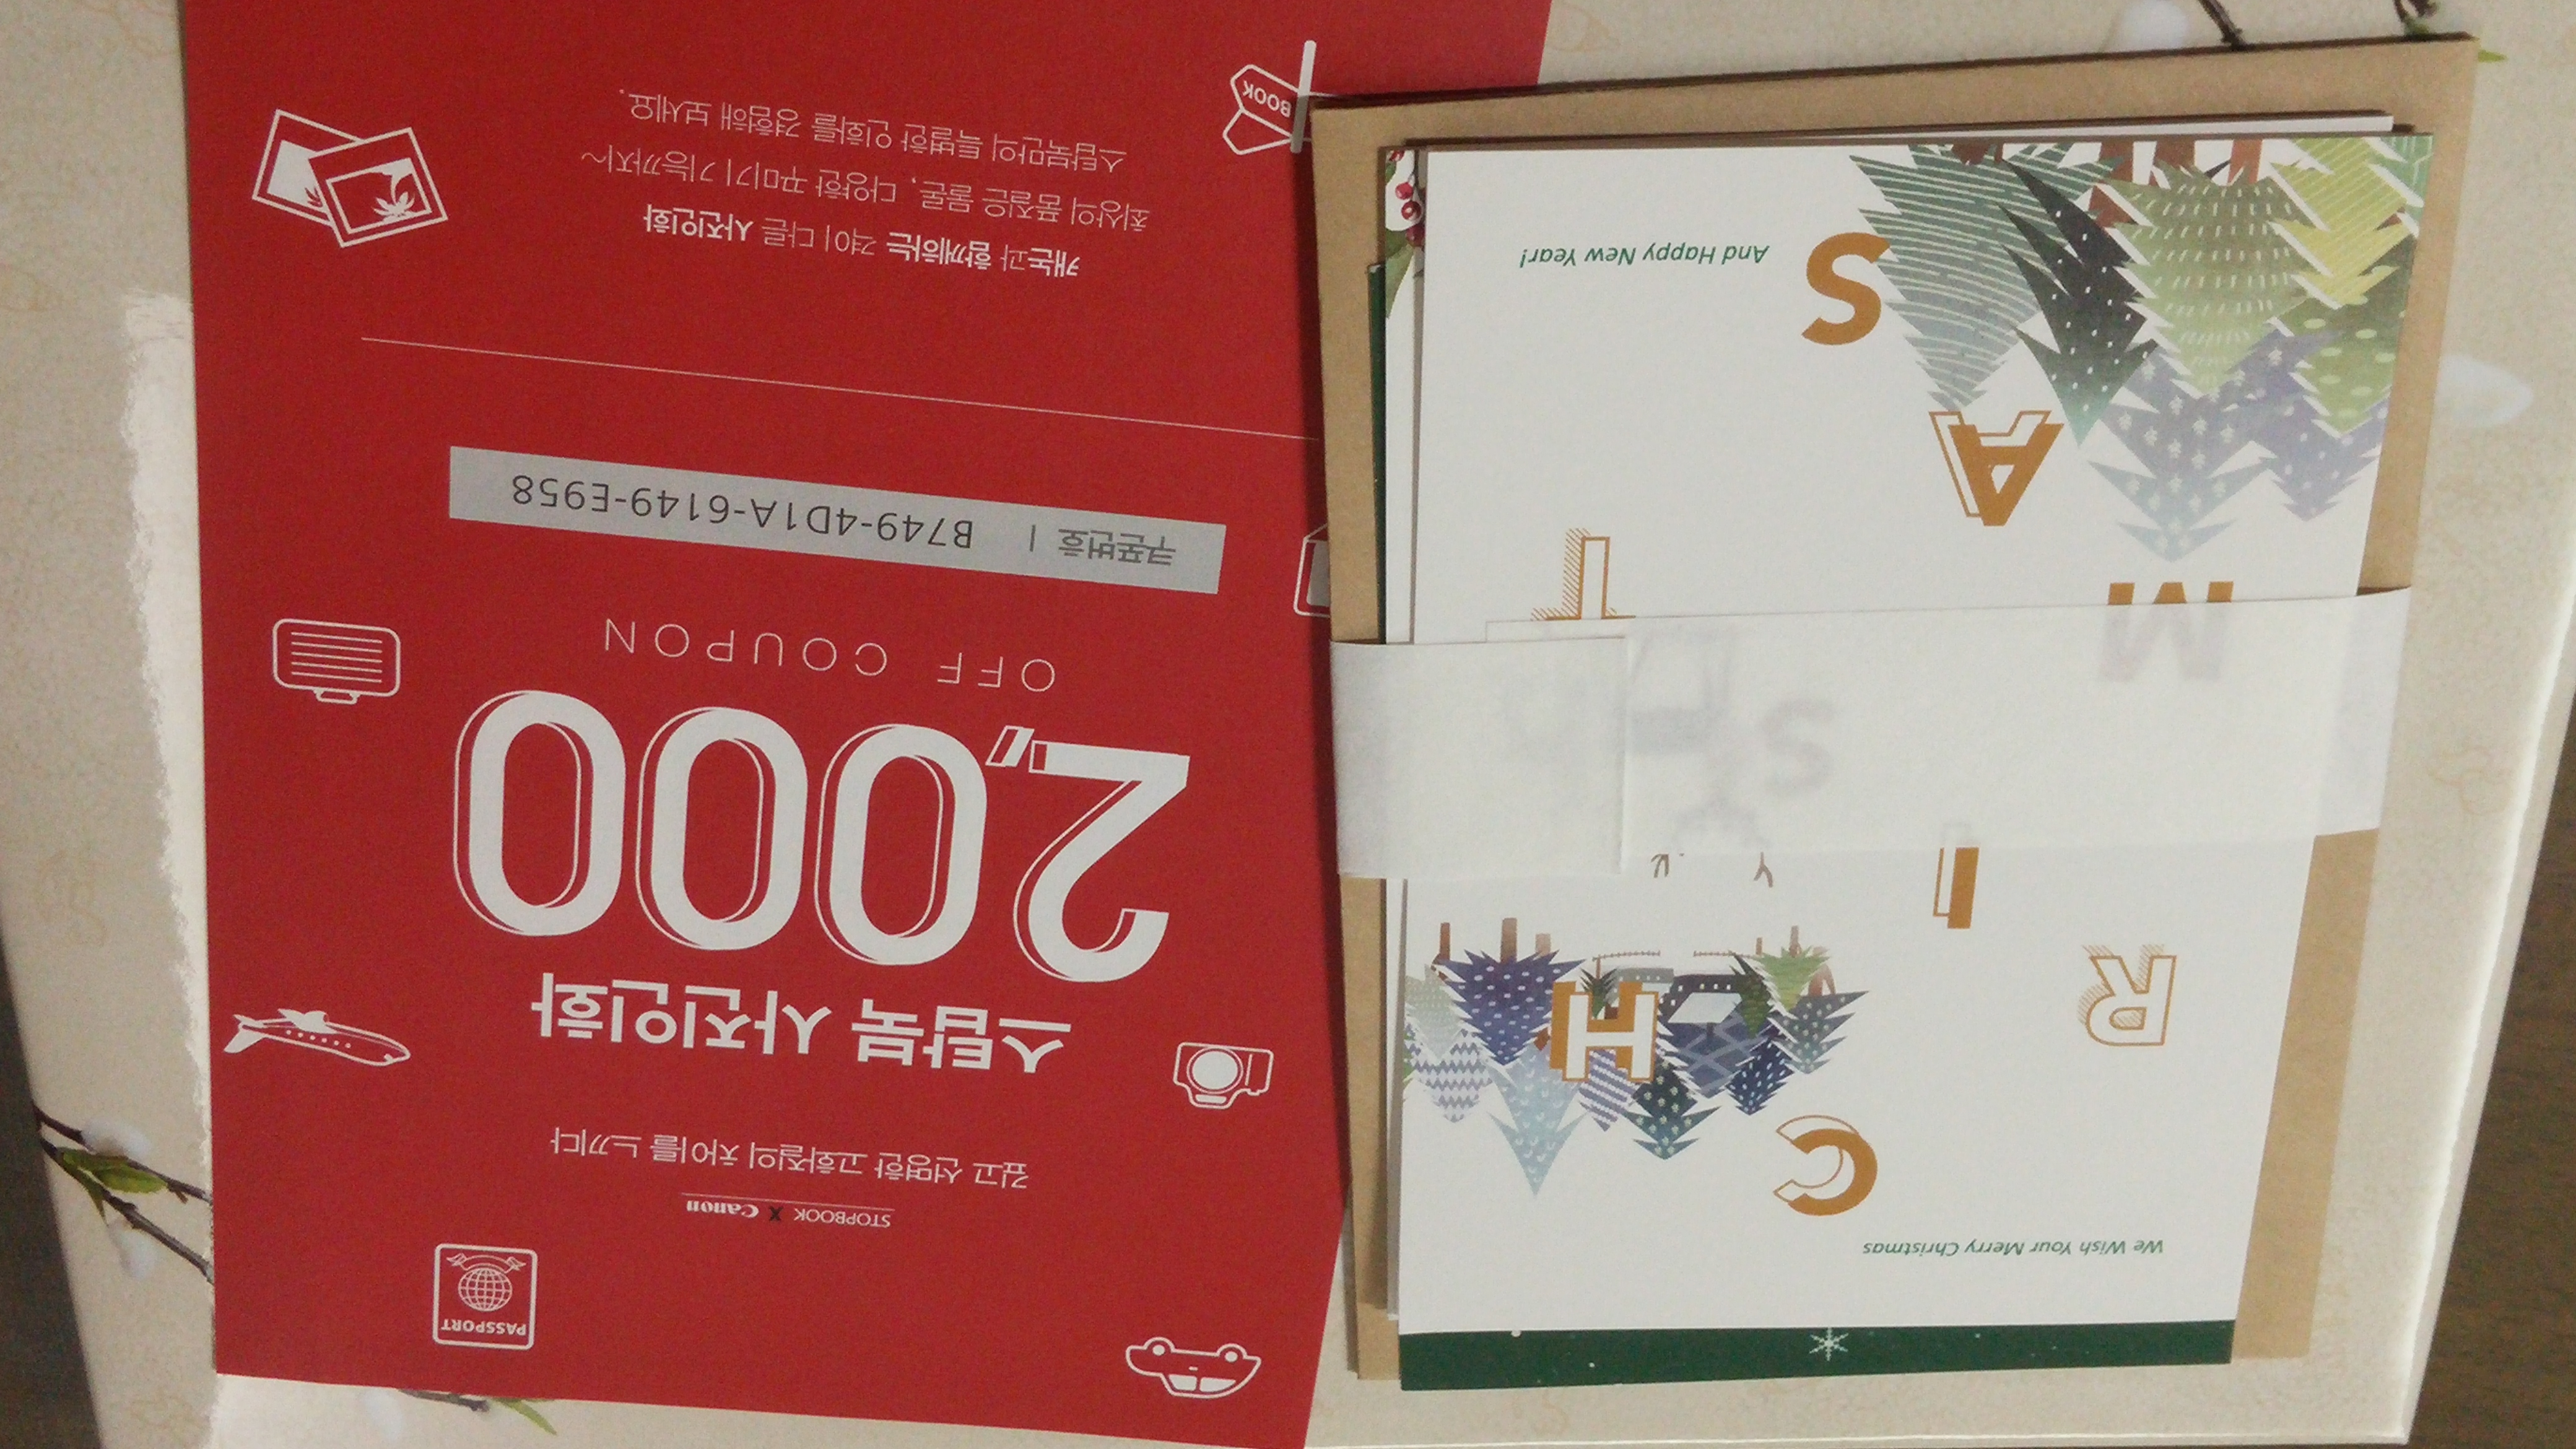 PASSPORT
STOPBOOK X Canon
깊고 선명한 고화질의 차이를 느끼다
스탑북 사진인화
2,000
OFF COUPON
쿠폰번호 | B749-4D1A-6149-E958
캐논과 함께하는 격이 다른 사진인화
최상의 품질은 물론, 다양한 꾸미기 기능까지~
스탑북만의 특별한 인화를 경험해 보세요.
BOOK
We Wish Your Merry Christmas
C
H
R
I
S
T
M
A
S
And Happy New Year!